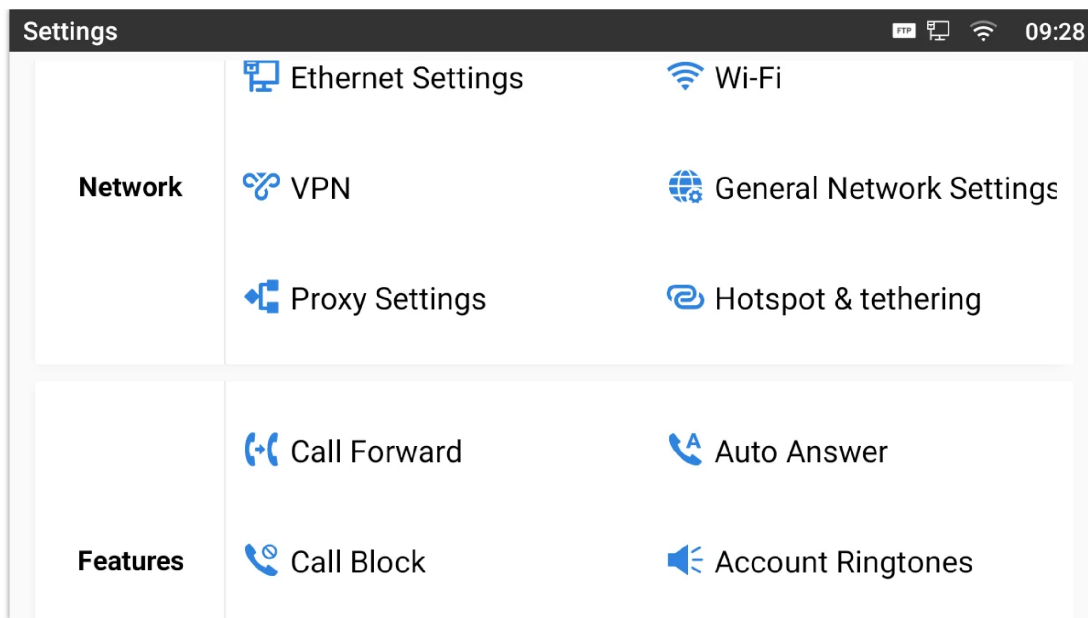 Settings
FTP
09:28
Ethernet Settings
Wi-Fi
Network
VPN
General Network Settings
Proxy Settings
Hotspot & tethering
Call Forward
A
Auto Answer
Features
Call Block
Account Ringtones